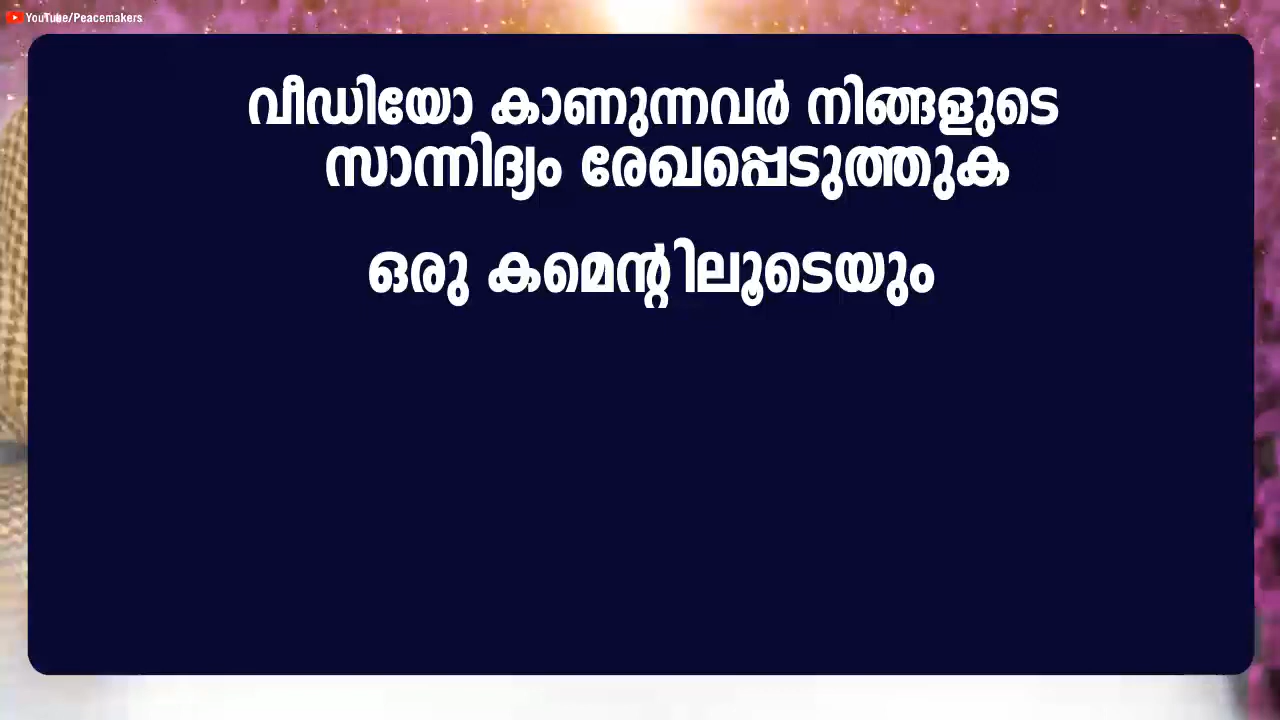 YouTube/Peacemakers
വീഡിയോ കാണുന്നവർ നിങ്ങളുടെ
സാന്നിദ്യം രേഖപ്പെടുത്തുക
ഒരു കമെന്റിലൂടെയും